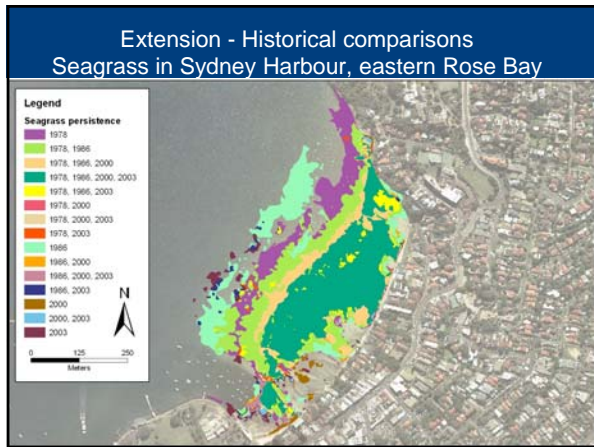 Extension - Historical comparisons
Seagrass in Sydney Harbour, eastern Rose Bay
Legend
Seagrass persistence
1978
1978, 1986
1978, 1986, 2000
1978, 1986, 2000, 2003
1978, 1986, 2003
1978, 2000
1978, 2000, 2003
1978, 2003
1986
1986, 2000
1986, 2000, 2003
1986, 2003
2000
2000, 2003
2003
N
0 125 250
Meters